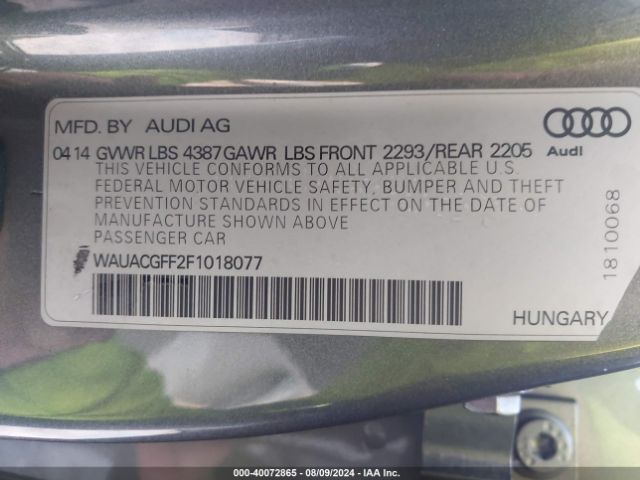 MFD. BY AUDI AG
Audi
0414 GVWR LBS 4387 GAWR LBS FRONT 2293/REAR 2205
THIS VEHICLE CONFORMS TO ALL APPLICABLE U.S.
FEDERAL MOTOR VEHICLE SAFETY, BUMPER AND THEFT
PREVENTION STANDARDS IN EFFECT ON THE DATE OF
MANUFACTURE SHOWN ABOVE
PASSENGER CAR
WAUACGFF2F1018077
1810068
HUNGARY
000-40072865 | 08/09/2024 | IAA Inc.